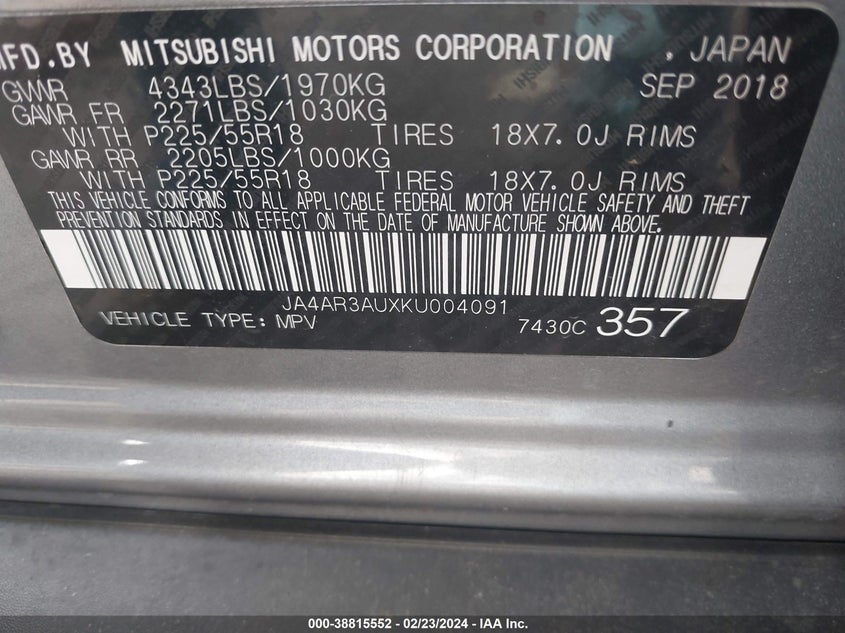 MFD.BY MITSUBISHI MOTORS CORPORATION , JAPAN
GVWR 4343LBS/1970KG SEP 2018
GAWR FR 2271LBS/1030KG
WITH P225/55R18 TIRES 18X7.0J RIMS
GAWR RR 2205LBS/1000KG
WITH P225/55R18 TIRES 18X7.0J RIMS
THIS VEHICLE CONFORMS TO ALL APPLICABLE FEDERAL MOTOR VEHICLE SAFETY AND THEFT
PREVENTION STANDARDS IN EFFECT ON THE DATE OF MANUFACTURE SHOWN ABOVE.
JA4AR3AUXKU004091
VEHICLE TYPE: MPV 7430C 357
000-38815552 - 02/23/2024 - IAA Inc.